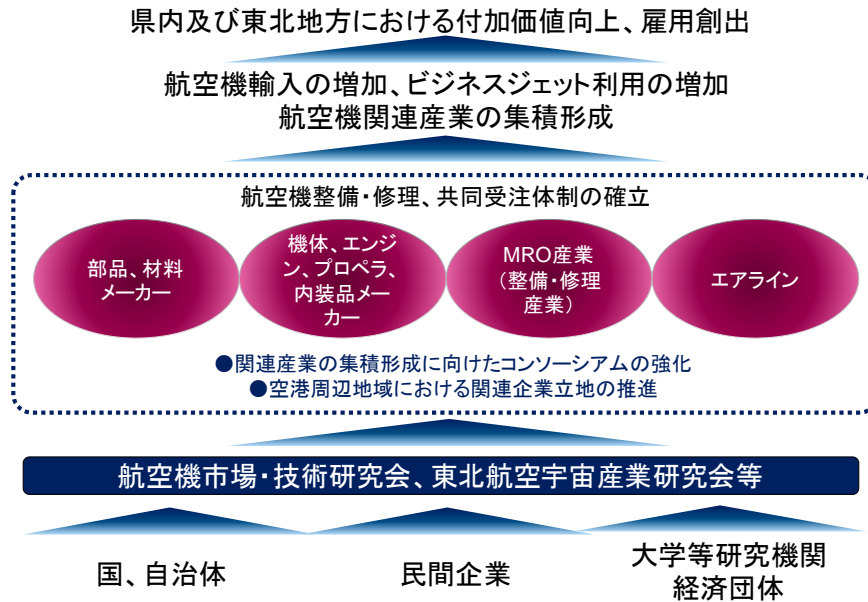 県内及び東北地方における付加価値向上、雇用創出
航空機輸入の増加、ビジネスジェット利用の増加
航空機関連産業の集積形成
航空機整備・修理、共同受注体制の確立
部品、材料
メーカー
機体、エンジ
ン、プロペラ、
内装品メー
カー
MRO産業
(整備・修理
産業)
エアライン
●関連産業の集積形成に向けたコンソーシアムの強化
●空港周辺地域における関連企業立地の推進
航空機市場・技術研究会、東北航空宇宙産業研究会等
国、自治体
民間企業
大学等研究機関
経済団体